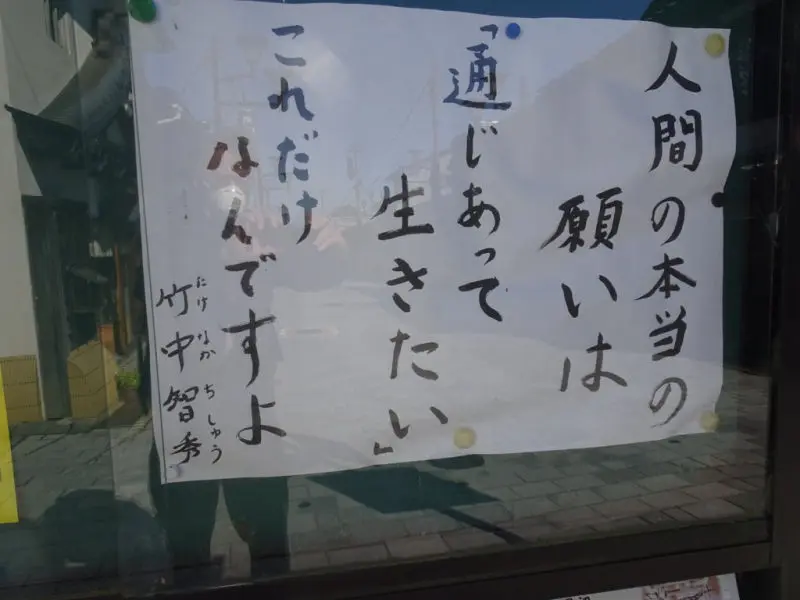 人間の本当の
願いは
「通じあって
生きたい」
これだけ
なんですよ
竹中智秀
たけなかちしゅう